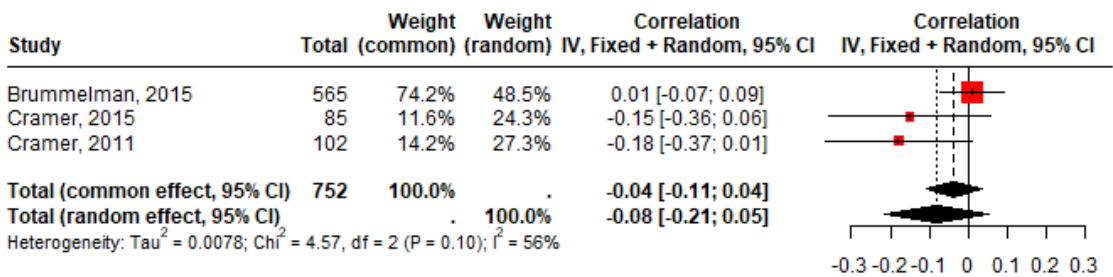 Weight Weight Correlation Correlation
Study Total (common) (random) IV, Fixed + Random, 95% CI IV, Fixed + Random, 95% CI
Brummelman, 2015 565 74.2% 48.5% 0.01 [-0.07; 0.09]
Cramer, 2015 85 11.6% 24.3% -0.15 [-0.36; 0.06]
Cramer, 2011 102 14.2% 27.3% -0.18 [-0.37; 0.01]
Total (common effect, 95% CI) 752 100.0% . -0.04 [-0.11; 0.04]
Total (random effect, 95% CI) . 100.0% -0.08 [-0.21; 0.05]
Heterogeneity: Tau² = 0.0078; Chi² = 4.57, df = 2 (P = 0.10); I² = 56%
-0.3 -0.2 -0.1 0 0.1 0.2 0.3